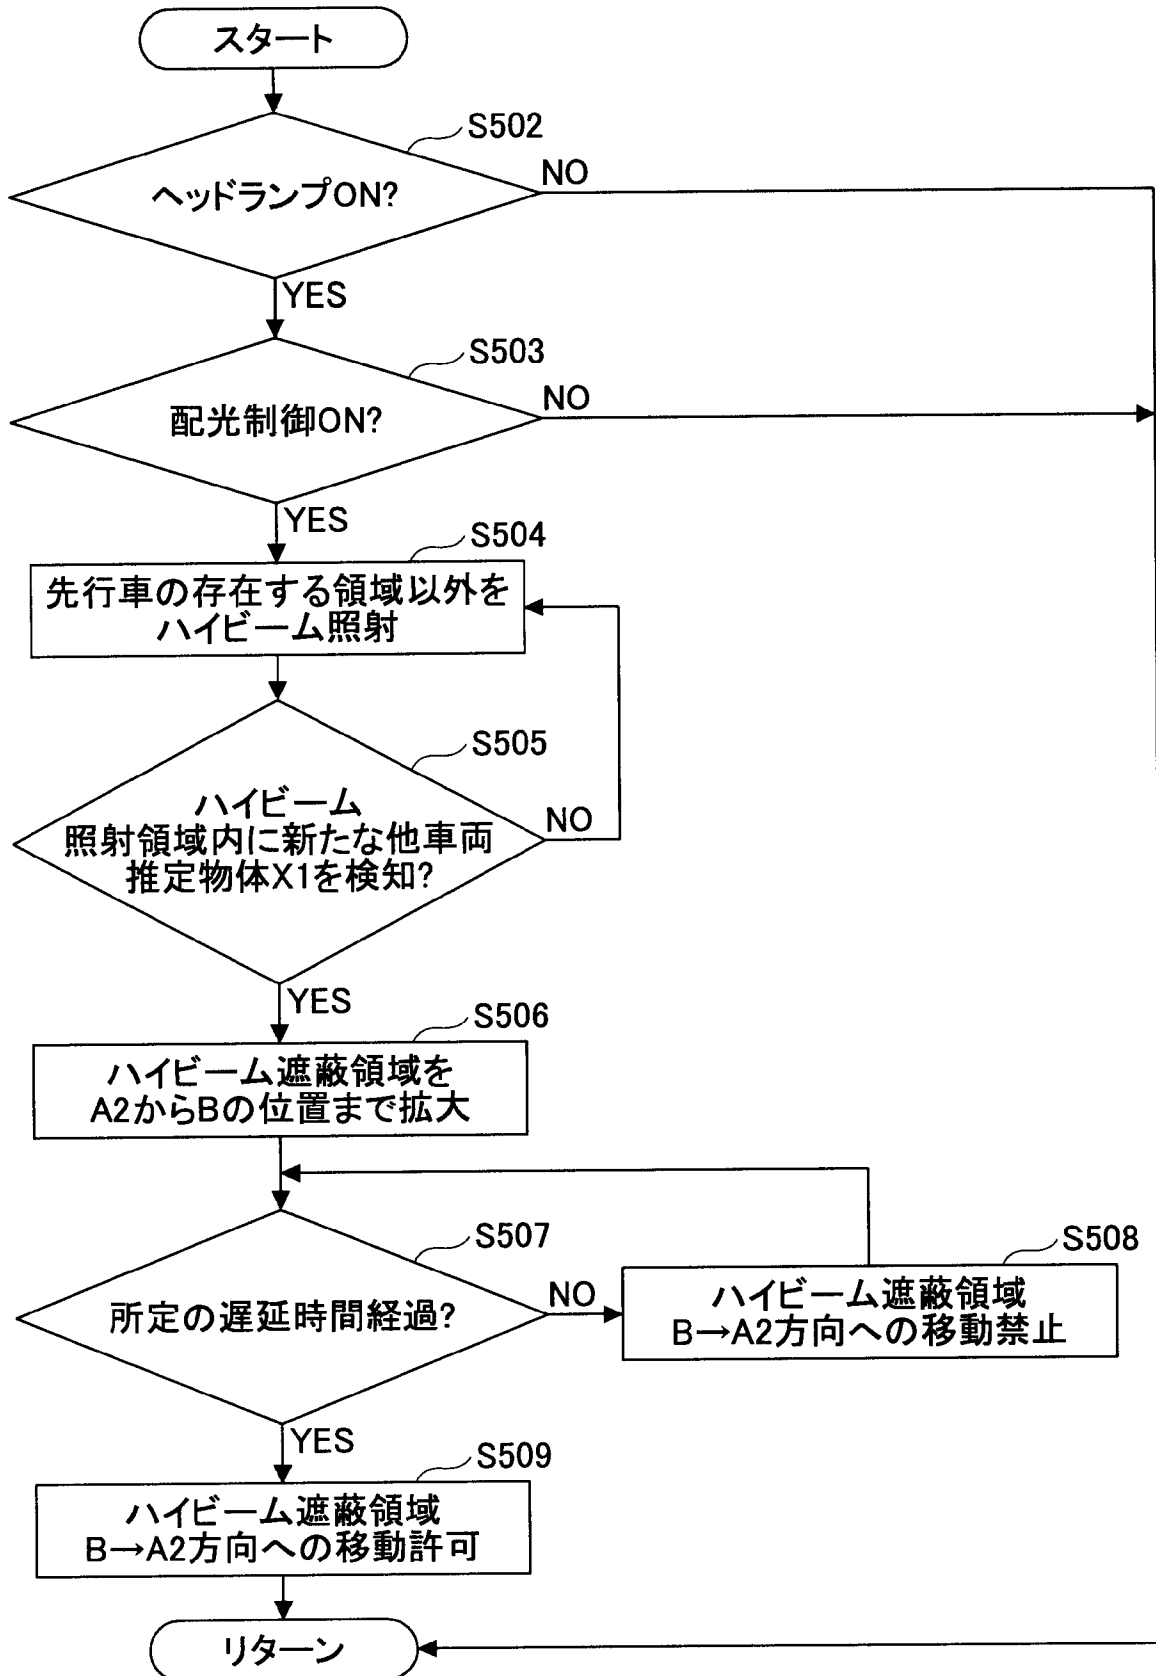 スタート
S502
ヘッドランプON?
NO
YES
S503
配光制御ON?
NO
YES
S504
先行車の存在する領域以外を
ハイビーム照射
S505
ハイビーム
照射領域内に新たな他車両
推定物体X1を検知?
NO
YES
S506
ハイビーム遮蔽領域を
A2からBの位置まで拡大
S507
所定の遅延時間経過?
NO
S508
ハイビーム遮蔽領域
B→A2方向への移動禁止
YES
S509
ハイビーム遮蔽領域
B→A2方向への移動許可
リターン